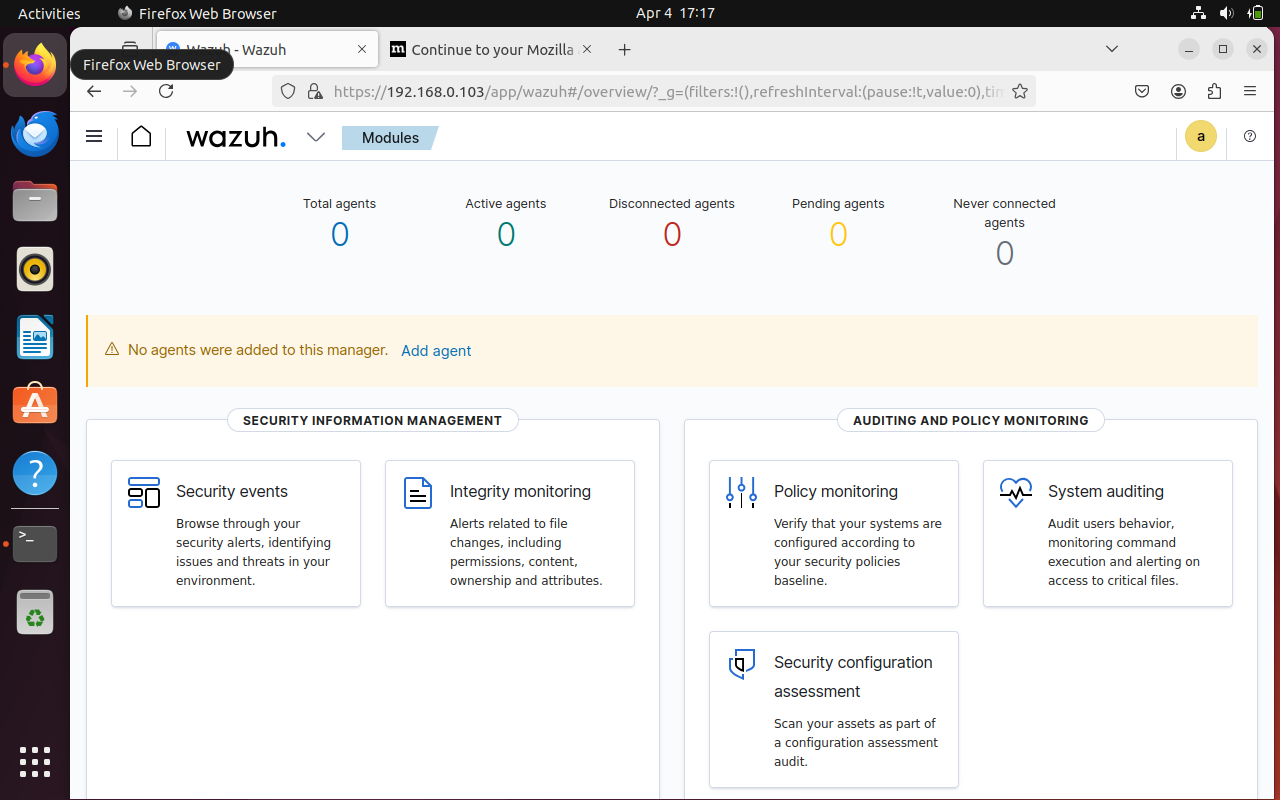 Activities
Firefox Web Browser
Apr 4 17:17
Wazuh - Wazuh
Continue to your Mozilla
Firefox Web Browser
https://192.168.0.103/app/wazuh#/overview/?_g=(filters:!(),refreshInterval:(pause:!t,value:0),tim
wazuh.
Modules
a
Total agents
0
Active agents
0
Disconnected agents
0
Pending agents
0
Never connected
agents
0
No agents were added to this manager. Add agent
SECURITY INFORMATION MANAGEMENT
Security events
Browse through your
security alerts, identifying
issues and threats in your
environment.
Integrity monitoring
Alerts related to file
changes, including
permissions, content,
ownership and attributes.
AUDITING AND POLICY MONITORING
Policy monitoring
Verify that your systems are
configured according to
your security policies
baseline.
System auditing
Audit users behavior,
monitoring command
execution and alerting on
access to critical files.
Security configuration
assessment
Scan your assets as part of
a configuration assessment
audit.